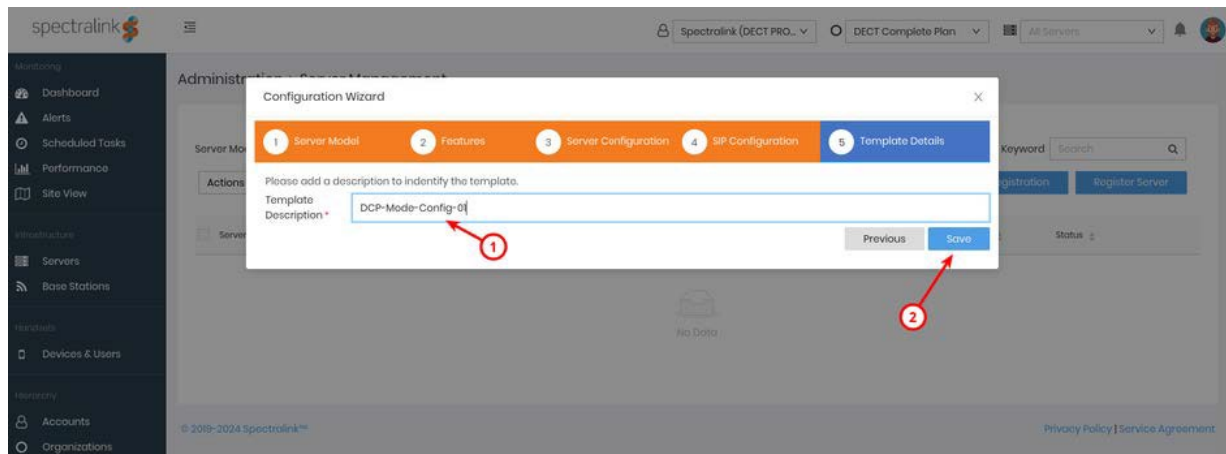 spectralink
Spectralink (DECT PRO...
DECT Complete Plan
All Servers
Monitoring
Dashboard
Alerts
Scheduled Tasks
Performance
Site View
Infrastructure
Servers
Base Stations
Handsets
Devices & Users
Hierarchy
Accounts
Organizations
Configuration Wizard
1 Server Model
2 Features
3 Server Configuration
4 SIP Configuration
5 Template Details
Please add a description to indentify the template.
Template
Description *
DCP-Mode-Config-01
1
Previous
Save
2
Server Mo
Keyword
Search
Actions
Register Server
Server
Status
No Data
© 2019-2024 Spectralink™
Privacy Policy | Service Agreement